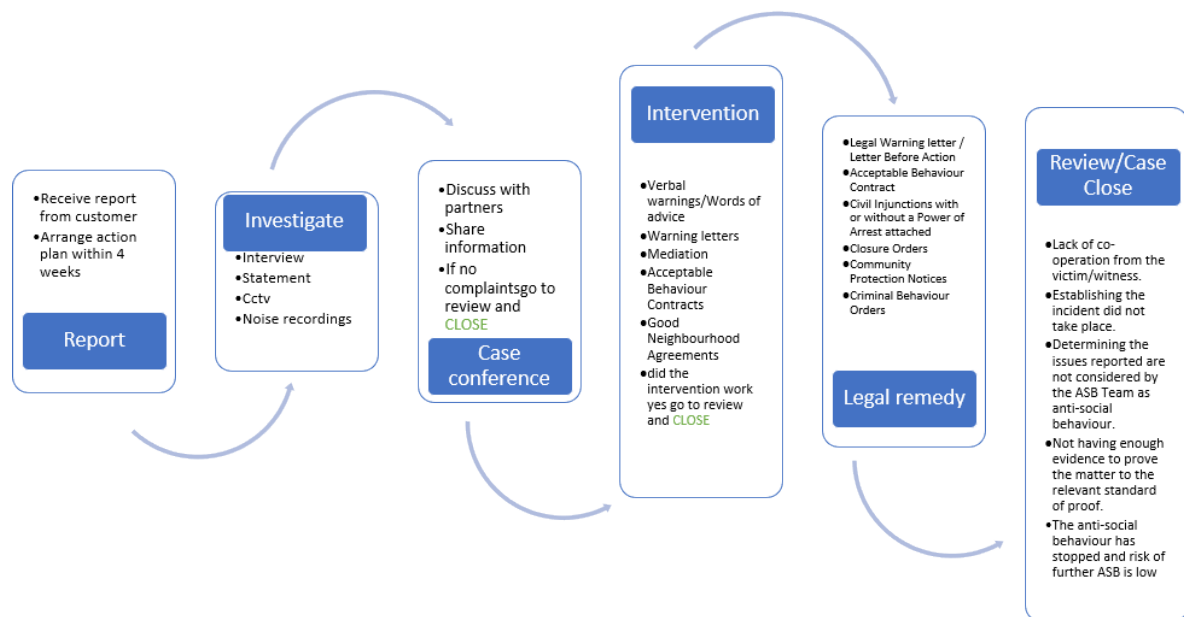 •Receive report
from customer
•Arrange action
plan within 4
weeks
Report
Investigate
•Interview
•Statement
•Cctv
•Noise recordings
•Discuss with
partners
•Share
information
•If no
complaintsgo to
review and
CLOSE
Case
conference
Intervention
•Verbal
warnings/Words of
advice
•Warning letters
•Mediation
•Acceptable
Behaviour
Contracts
•Good
Neighbourhood
Agreements
•did the
intervention work
yes go to review
and CLOSE
•Legal Warning letter /
Letter Before Action
•Acceptable Behaviour
Contract
•Civil Injunctions with
or without a Power of
Arrest attached
•Closure Orders
•Community
Protection Notices
•Criminal Behaviour
Orders
Legal remedy
Review/Case
Close
•Lack of co-
operation from the
victim/witness.
•Establishing the
incident did not
take place.
•Determining the
issues reported are
not considered by
the ASB Team as
anti-social
behaviour.
•Not having enough
evidence to prove
the matter to the
relevant standard
of proof.
•The anti-social
behaviour has
stopped and risk of
further ASB is low